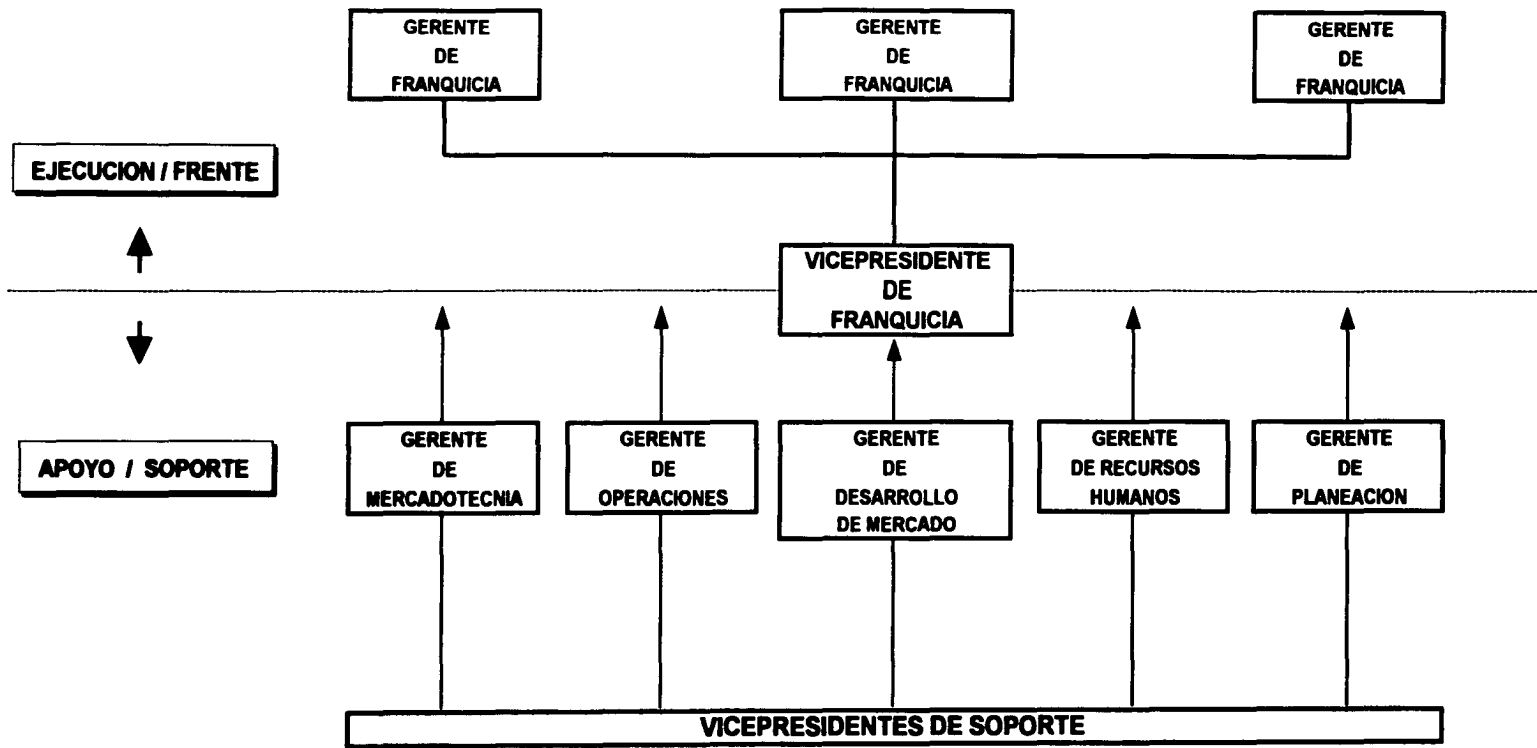 GERENTE
DE
FRANQUICIA
GERENTE
DE
FRANQUICIA
GERENTE
DE
FRANQUICIA
EJECUCION / FRENTE
VICEPRESIDENTE
DE
FRANQUICIA
APOYO / SOPORTE
GERENTE
DE
MERCADOTECNIA
GERENTE
DE
OPERACIONES
GERENTE
DE
DESARROLLO
DE MERCADO
GERENTE
DE RECURSOS
HUMANOS
GERENTE
DE
PLANEACION
VICEPRESIDENTES DE SOPORTE